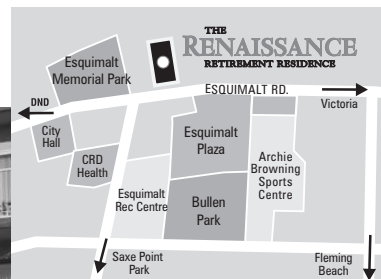 THE
RENAISSANCE
RETIREMENT RESIDENCE
Esquimalt
Memorial Park
ESQUIMALT RD.
Victoria
DND
City
Hall
CRD
Health
Esquimalt
Plaza
Archie
Browning
Sports
Centre
Esquimalt
Rec Centre
Bullen
Park
Saxe Point
Park
Fleming
Beach